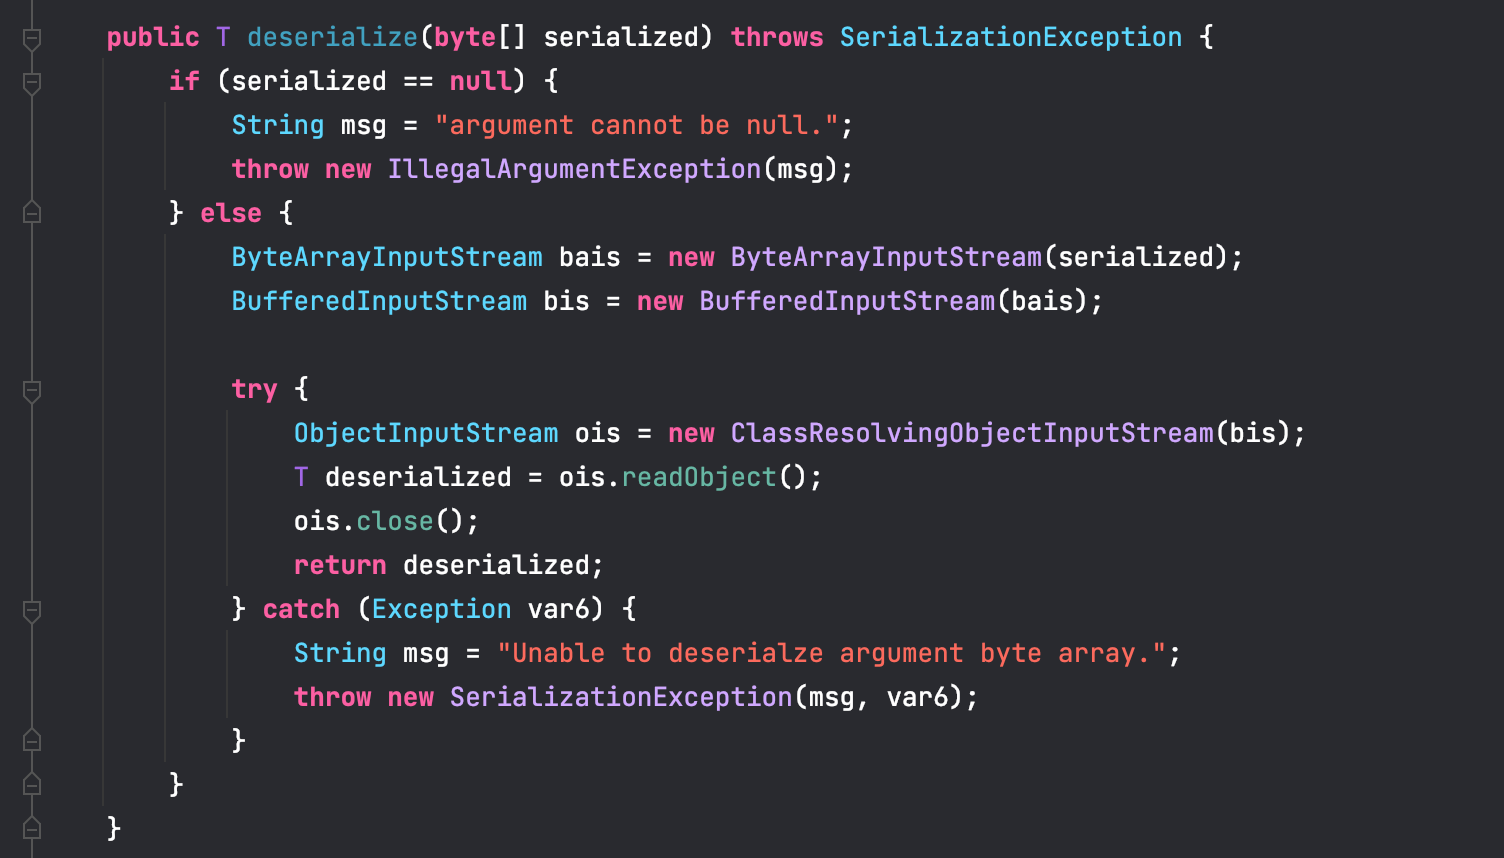 public T deserialize(byte[] serialized) throws SerializationException {
if (serialized == null) {
String msg = "argument cannot be null.";
throw new IllegalArgumentException(msg);
} else {
ByteArrayInputStream bais = new ByteArrayInputStream(serialized);
BufferedInputStream bis = new BufferedInputStream(bais);
try {
ObjectInputStream ois = new ClassResolvingObjectInputStream(bis);
T deserialized = ois.readObject();
ois.close();
return deserialized;
} catch (Exception var6) {
String msg = "Unable to deserialze argument byte array.";
throw new SerializationException(msg, var6);
}
}
}